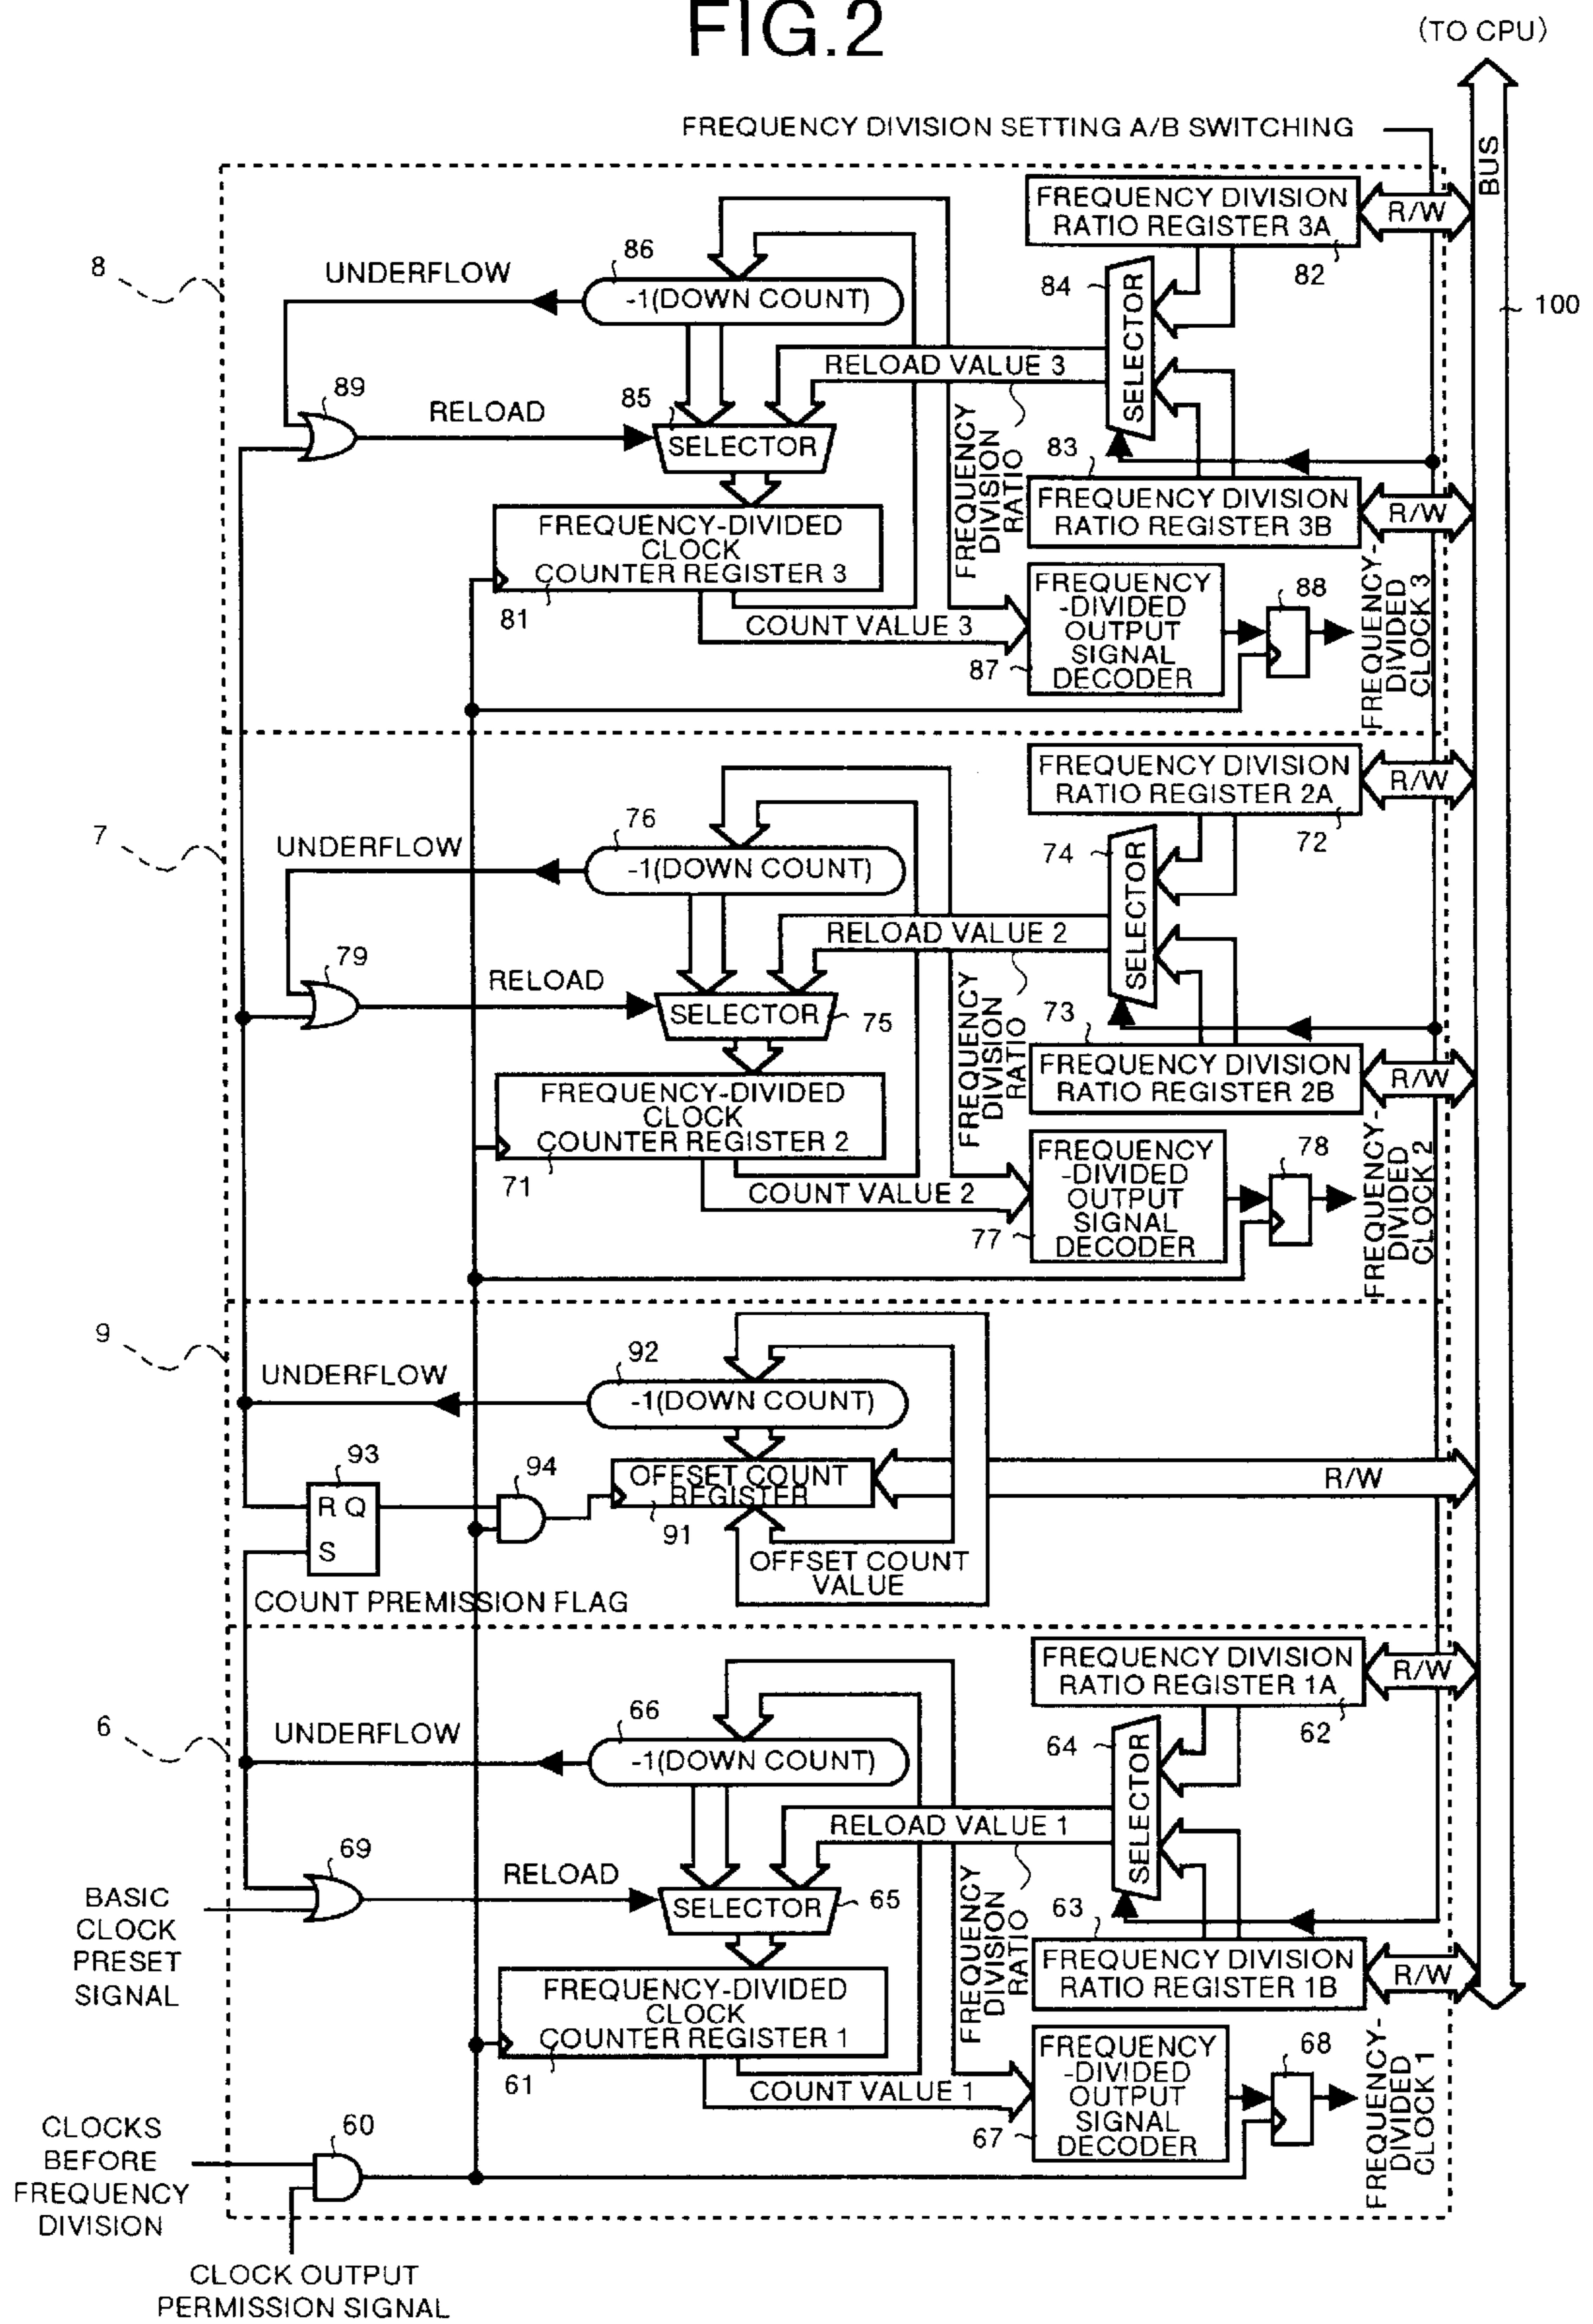 FIG.2
(TO CPU)
FREQUENCY DIVISION SETTING A/B SWITCHING
BUS
100
8
FREQUENCY DIVISION
RATIO REGISTER 3A
R/W
82
86
UNDERFLOW
-1(DOWN COUNT)
84
SELECTOR
RELOAD VALUE 3
89
RELOAD
85
SELECTOR
FREQUENCY
DIVISION
RATIO
83
FREQUENCY DIVISION
RATIO REGISTER 3B
R/W
FREQUENCY-DIVIDED
CLOCK
COUNTER REGISTER 3
81
COUNT VALUE 3
FREQUENCY
-DIVIDED
OUTPUT
SIGNAL
DECODER
87
88
FREQUENCY-
DIVIDED
CLOCK 3
7
FREQUENCY DIVISION
RATIO REGISTER 2A
R/W
72
76
UNDERFLOW
-1(DOWN COUNT)
74
SELECTOR
RELOAD VALUE 2
79
RELOAD
SELECTOR
75
FREQUENCY
DIVISION
RATIO
73
FREQUENCY DIVISION
RATIO REGISTER 2B
R/W
FREQUENCY-DIVIDED
CLOCK
COUNTER REGISTER 2
71
COUNT VALUE 2
FREQUENCY
-DIVIDED
OUTPUT
SIGNAL
DECODER
77
78
FREQUENCY-
DIVIDED
CLOCK 2
9
92
UNDERFLOW
-1(DOWN COUNT)
93
R Q
S
94
OFFSET COUNT
REGISTER
91
R/W
OFFSET COUNT
VALUE
COUNT PREMISSION FLAG
6
FREQUENCY DIVISION
RATIO REGISTER 1A
R/W
62
66
UNDERFLOW
-1(DOWN COUNT)
64
SELECTOR
RELOAD VALUE 1
69
RELOAD
SELECTOR
65
BASIC
CLOCK
PRESET
SIGNAL
FREQUENCY
DIVISION
RATIO
63
FREQUENCY DIVISION
RATIO REGISTER 1B
R/W
FREQUENCY-DIVIDED
CLOCK
COUNTER REGISTER 1
61
COUNT VALUE 1
FREQUENCY
-DIVIDED
OUTPUT
SIGNAL
DECODER
67
68
FREQUENCY-
DIVIDED
CLOCK 1
CLOCKS
BEFORE
FREQUENCY
DIVISION
60
CLOCK OUTPUT
PERMISSION SIGNAL